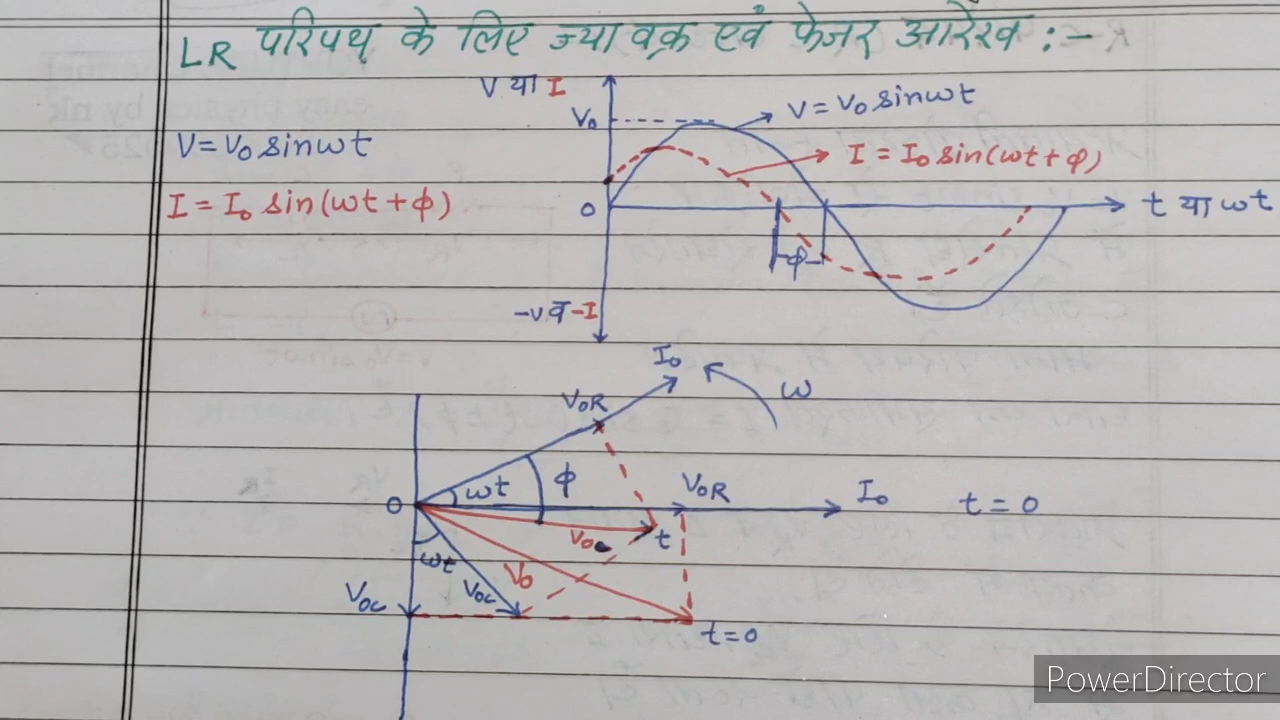 LR परिपथ के लिए ज्या वक्र एवं फेजर आरेख :-
V या I
V₀
V = V₀ sinωt
V = V₀ sinωt
I = I₀ sin(ωt + φ)
I = I₀ sin(ωt + φ)
0
t या ωt
φ
-V व -I
I₀
ω
V₀R
ωt
φ
V₀R
I₀
t = 0
0
V₀
t
ωt
V₀
V₀C
V₀C
t = 0
PowerDirector